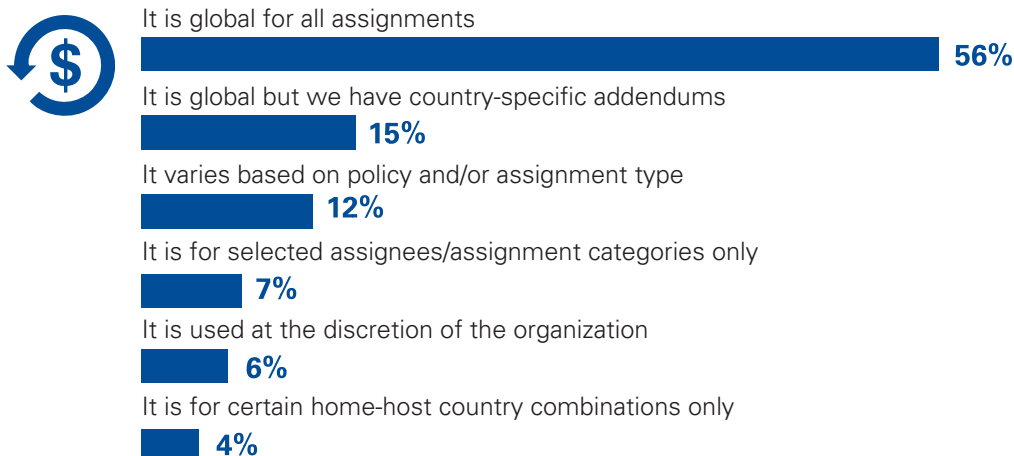 $
It is global for all assignments
56%
It is global but we have country-specific addendums
15%
It varies based on policy and/or assignment type
12%
It is for selected assignees/assignment categories only
7%
It is used at the discretion of the organization
6%
It is for certain home-host country combinations only
4%